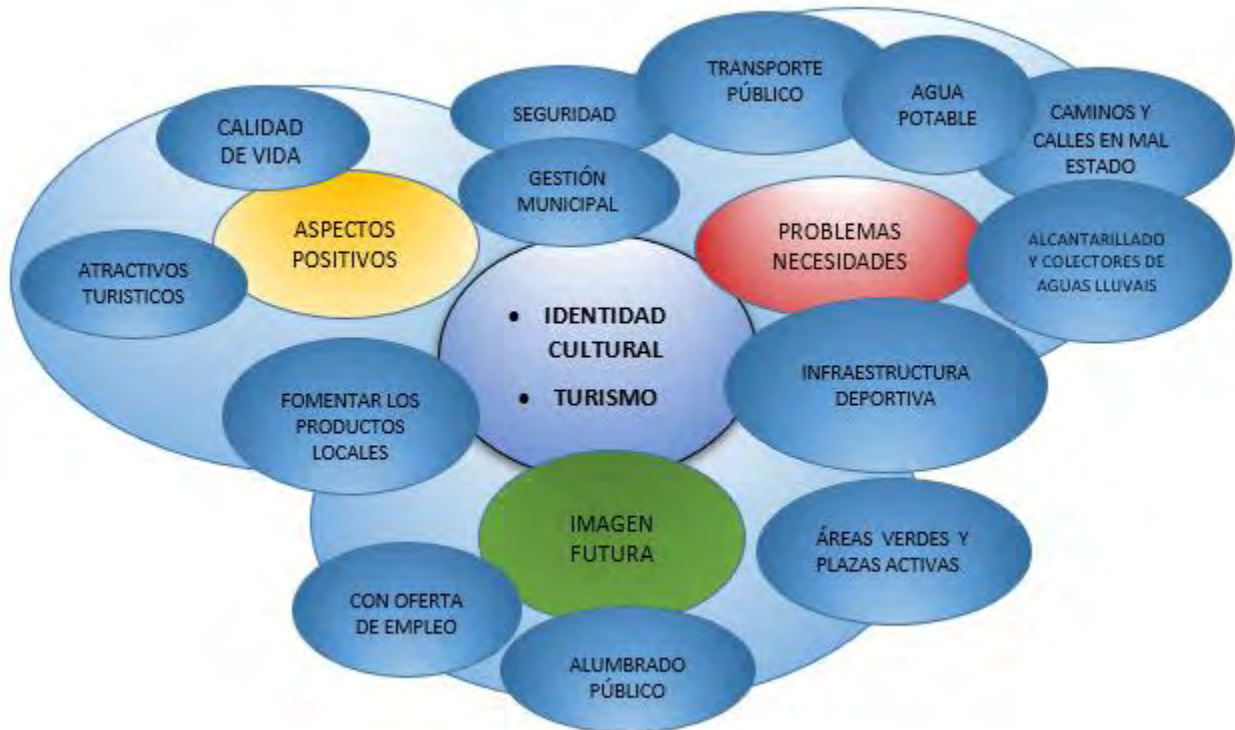 TRANSPORTE
PÚBLICO
AGUA
POTABLE
CAMINOS Y
CALLES EN MAL
ESTADO
SEGURIDAD
CALIDAD
DE VIDA
GESTIÓN
MUNICIPAL
ASPECTOS
POSITIVOS
PROBLEMAS
NECESIDADES
ALCANTARILLADO
Y COLECTORES DE
AGUAS LLUVAIS
ATRACTIVOS
TURISTICOS
• IDENTIDAD
CULTURAL
• TURISMO
INFRAESTRUCTURA
DEPORTIVA
FOMENTAR LOS
PRODUCTOS
LOCALES
IMAGEN
FUTURA
ÁREAS VERDES Y
PLAZAS ACTIVAS
CON OFERTA
DE EMPLEO
ALUMBRADO
PÚBLICO